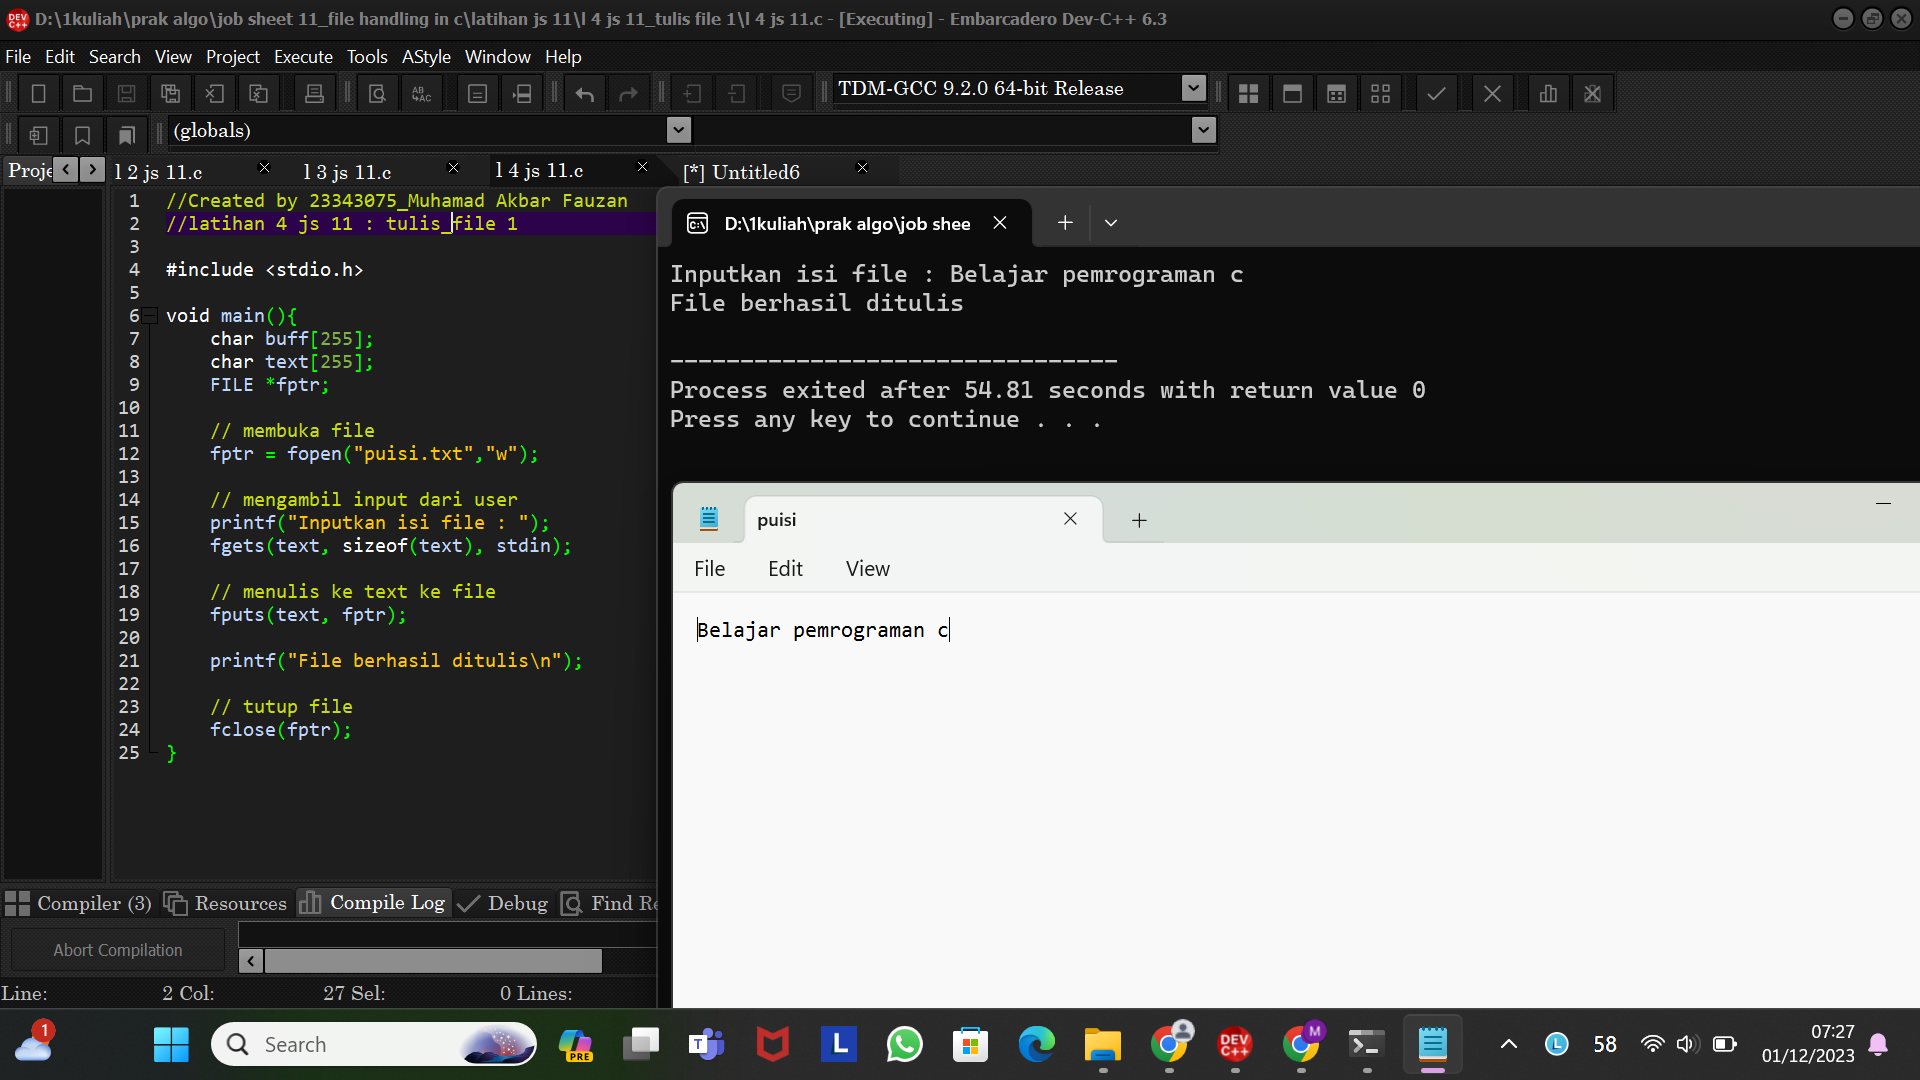 D:\1kuliah\prak algo\job sheet 11_file handling in c\latihan js 11\l 4 js 11_tulis file 1\l 4 js 11.c - [Executing] - Embarcadero Dev-C++ 6.3
File Edit Search View Project Execute Tools AStyle Window Help
TDM-GCC 9.2.0 64-bit Release
(globals)
Proje
l 2 js 11.c
l 3 js 11.c
l 4 js 11.c
[*] Untitled6
1 //Created by 23343075_Muhamad Akbar Fauzan
2 //latihan 4 js 11 : tulis_file 1
3
4 #include <stdio.h>
5
6 void main(){
7 char buff[255];
8 char text[255];
9 FILE *fptr;
10
11 // membuka file
12 fptr = fopen("puisi.txt","w");
13
14 // mengambil input dari user
15 printf("Inputkan isi file : ");
16 fgets(text, sizeof(text), stdin);
17
18 // menulis ke text ke file
19 fputs(text, fptr);
20
21 printf("File berhasil ditulis\n");
22
23 // tutup file
24 fclose(fptr);
25 }
D:\1kuliah\prak algo\job shee
Inputkan isi file : Belajar pemrograman c
File berhasil ditulis
--------------------------------
Process exited after 54.81 seconds with return value 0
Press any key to continue . . .
puisi
File Edit View
Belajar pemrograman c
Compiler (3) Resources Compile Log Debug Find Re
Abort Compilation
Line: 2 Col: 27 Sel: 0 Lines:
1
Search
PRE
T
L
DEV C++
M
L
58
07:27
01/12/2023